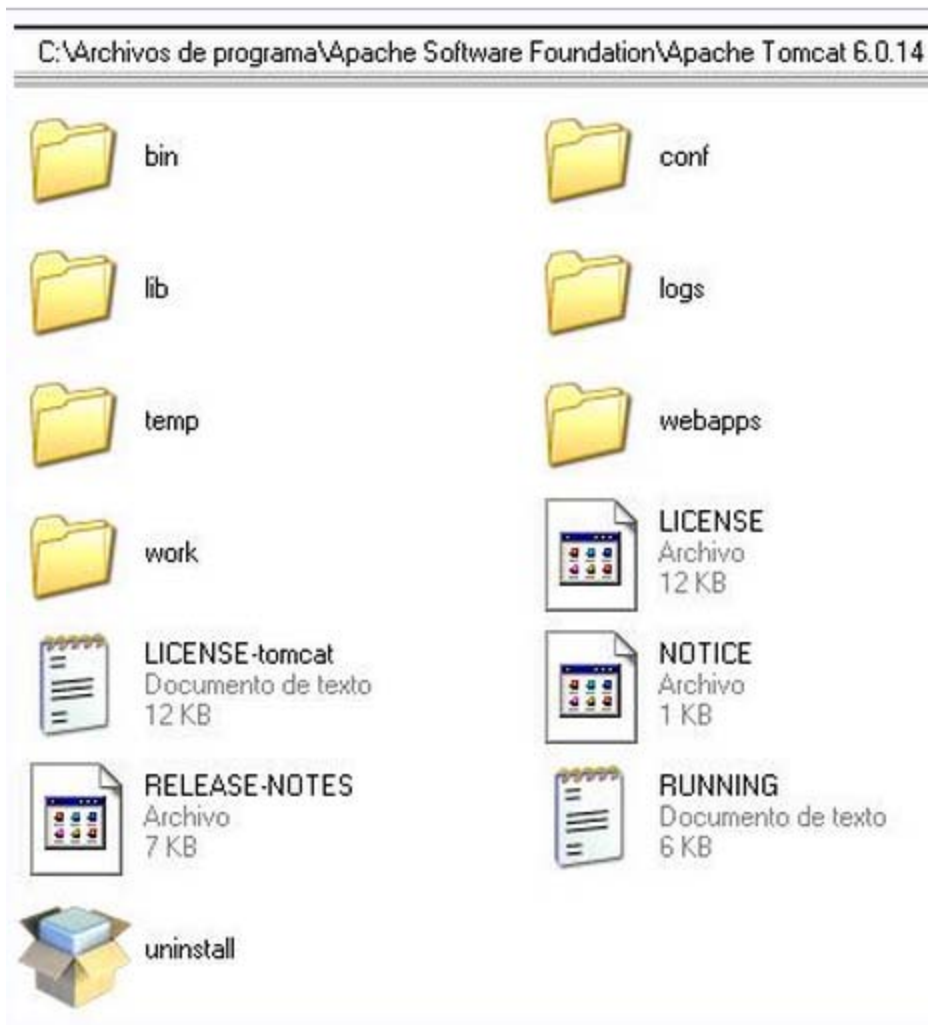 C:\Archivos de programa\Apache Software Foundation\Apache Tomcat 6.0.14
bin
conf
lib
logs
temp
webapps
work
LICENSE
Archivo
12 KB
LICENSE-tomcat
Documento de texto
12 KB
NOTICE
Archivo
1 KB
RELEASE-NOTES
Archivo
7 KB
RUNNING
Documento de texto
6 KB
uninstall